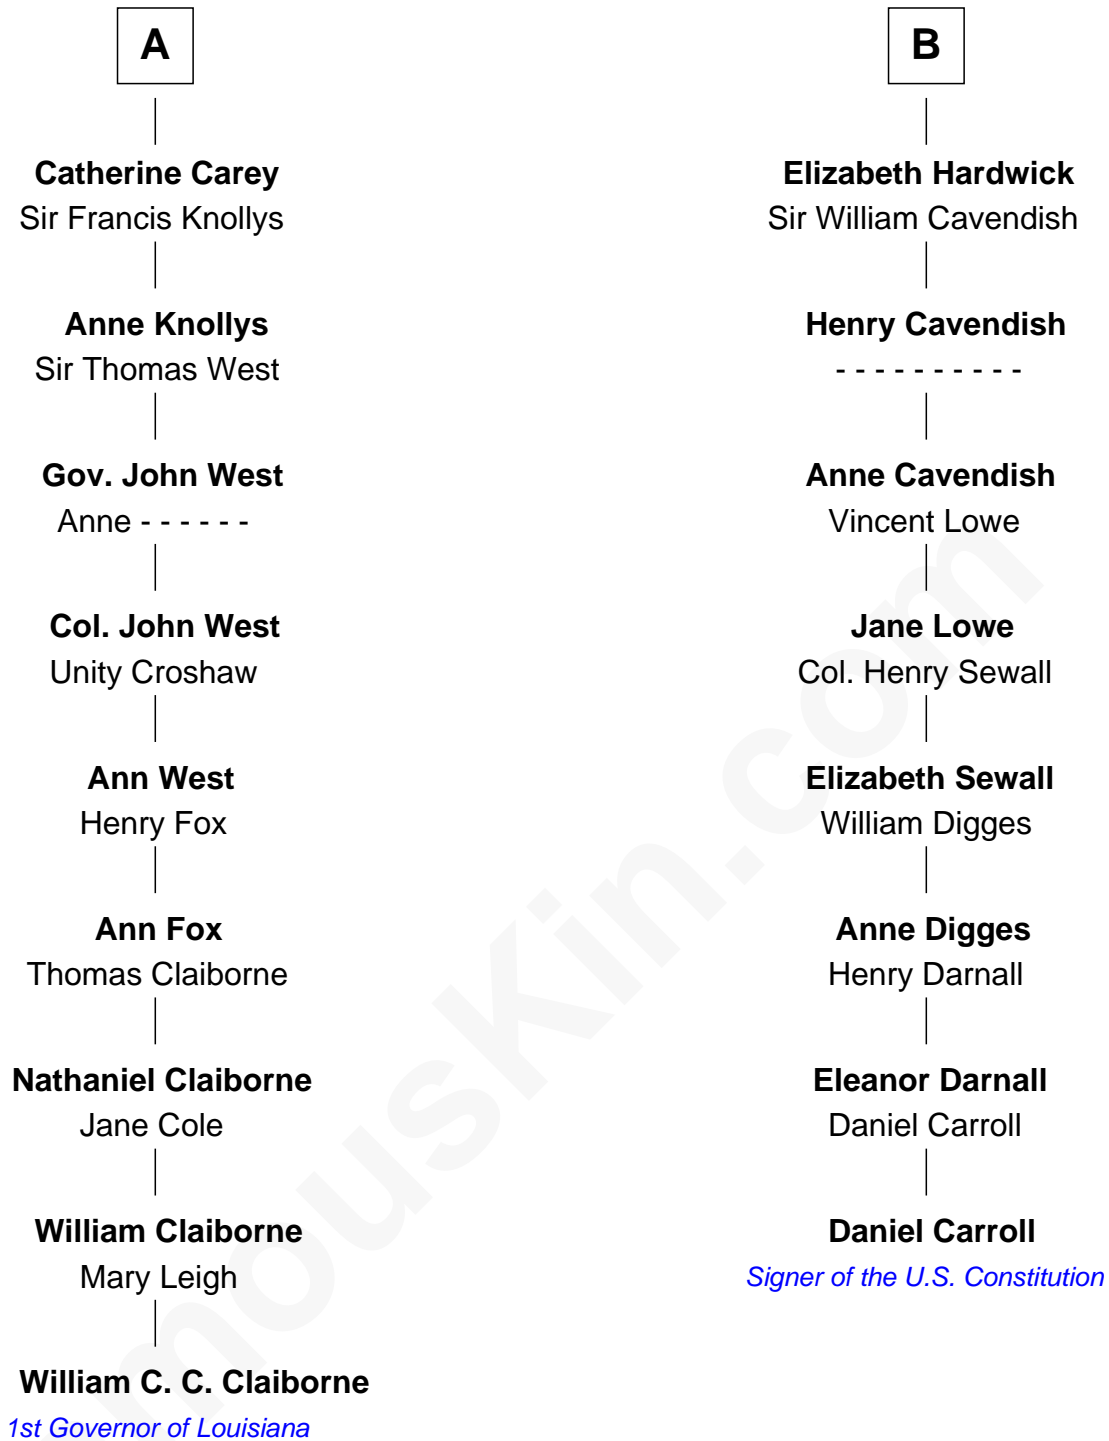 A
Catherine Carey
Sir Francis Knollys
Anne Knollys
Sir Thomas West
Gov. John West
Anne - - - - - -
Col. John West
Unity Croshaw
Ann West
Henry Fox
Ann Fox
Thomas Claiborne
Nathaniel Claiborne
Jane Cole
William Claiborne
Mary Leigh
William C. C. Claiborne
1st Governor of Louisiana
B
Elizabeth Hardwick
Sir William Cavendish
Henry Cavendish
- - - - - - - - - -
Anne Cavendish
Vincent Lowe
Jane Lowe
Col. Henry Sewall
Elizabeth Sewall
William Digges
Anne Digges
Henry Darnall
Eleanor Darnall
Daniel Carroll
Daniel Carroll
Signer of the U.S. Constitution
mousKin.com